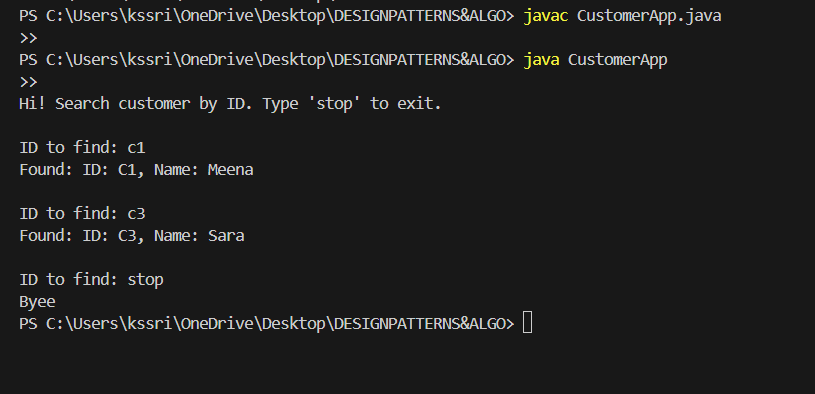 PS C:\Users\kssri\OneDrive\Desktop\DESIGNPATTERNS&ALGO> javac CustomerApp.java
>>
PS C:\Users\kssri\OneDrive\Desktop\DESIGNPATTERNS&ALGO> java CustomerApp
>>
Hi! Search customer by ID. Type 'stop' to exit.
ID to find: c1
Found: ID: C1, Name: Meena
ID to find: c3
Found: ID: C3, Name: Sara
ID to find: stop
Byee
PS C:\Users\kssri\OneDrive\Desktop\DESIGNPATTERNS&ALGO>